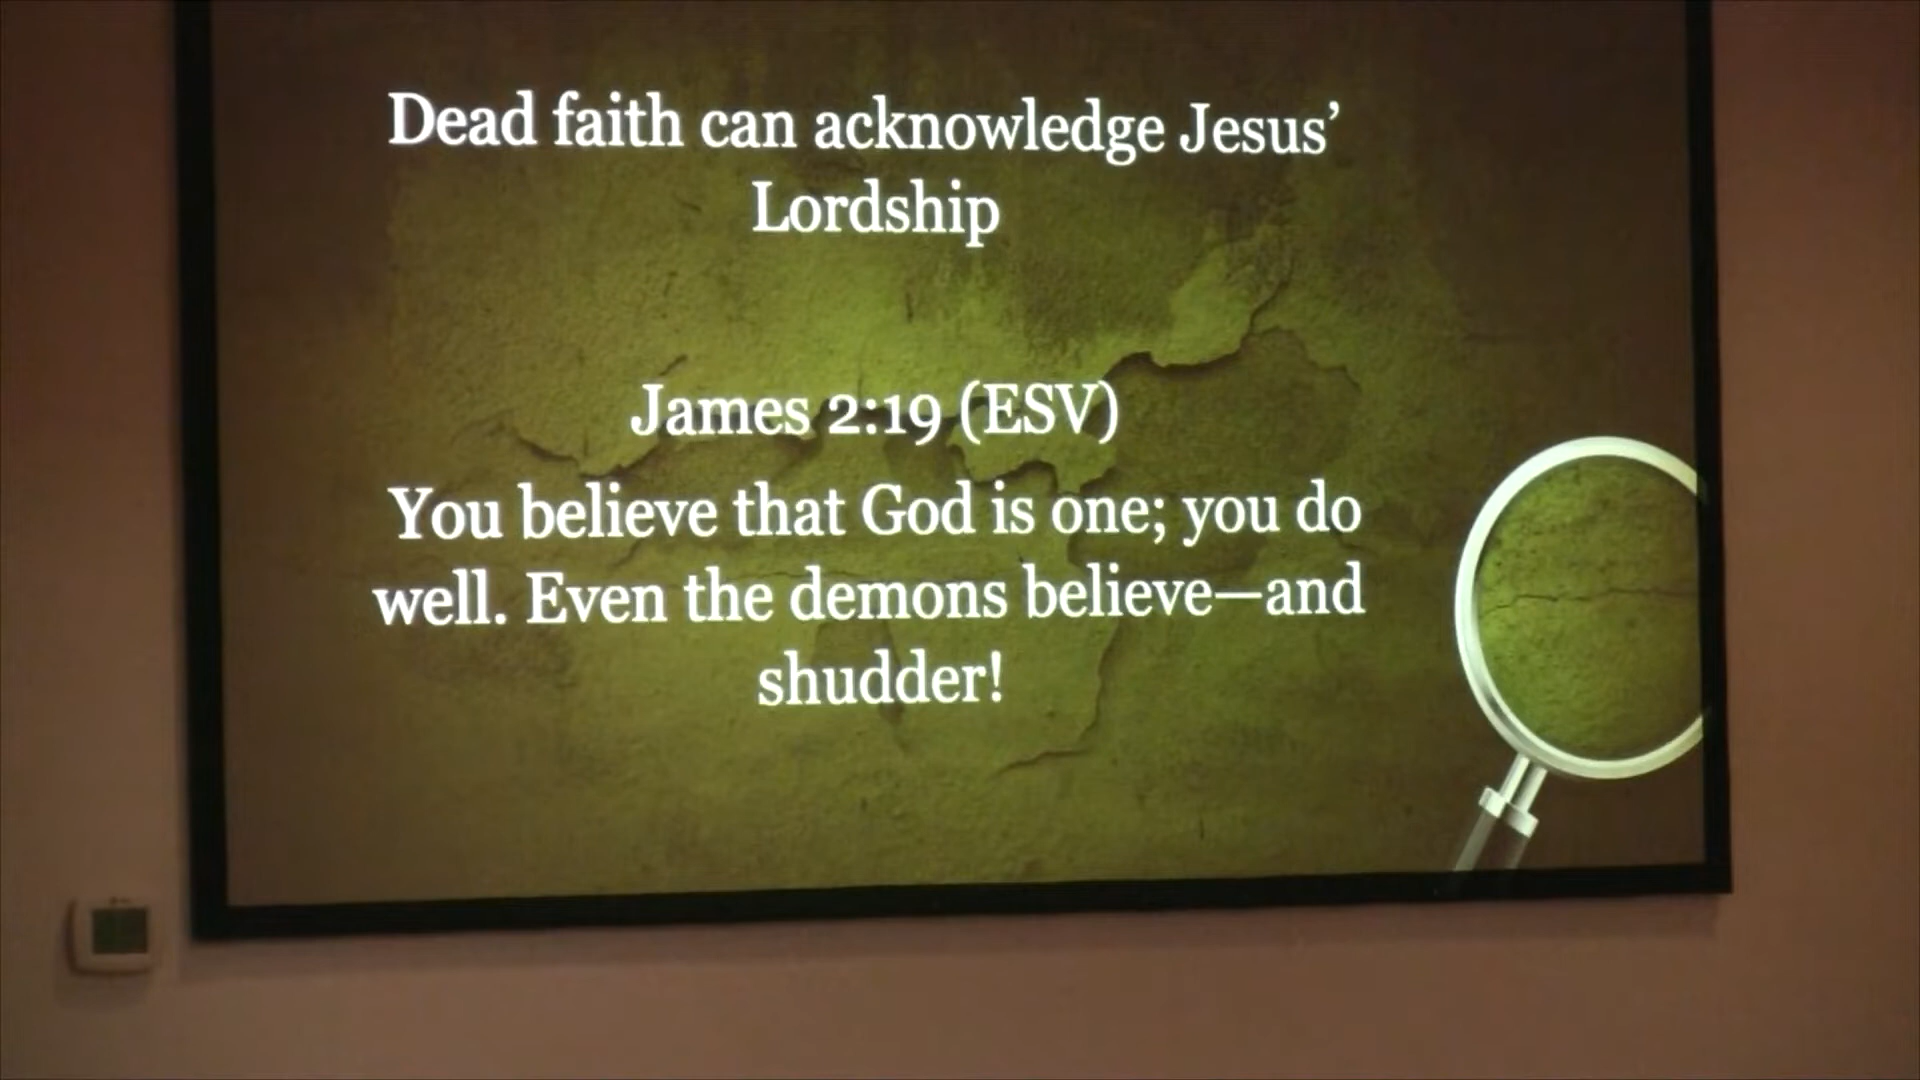 Dead faith can acknowledge Jesus’
Lordship
James 2:19 (ESV)
You believe that God is one; you do
well. Even the demons believe—and
shudder!